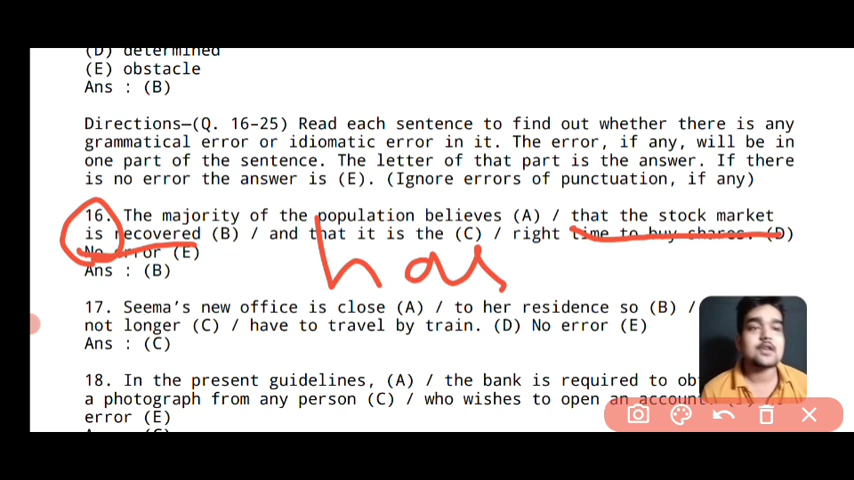 (D) determined
(E) obstacle
Ans : (B)
Directions—(Q. 16-25) Read each sentence to find out whether there is any
grammatical error or idiomatic error in it. The error, if any, will be in
one part of the sentence. The letter of that part is the answer. If there
is no error the answer is (E). (Ignore errors of punctuation, if any)
16. The majority of the population believes (A) / that the stock market
is recovered (B) / and that it is the (C) / right time to buy shares. (D)
No error (E)
has
Ans : (B)
17. Seema's new office is close (A) / to her residence so (B) /
not longer (C) / have to travel by train. (D) No error (E)
Ans : (C)
18. In the present guidelines, (A) / the bank is required to
a photograph from any person (C) / who wishes to open an account.
error (E)